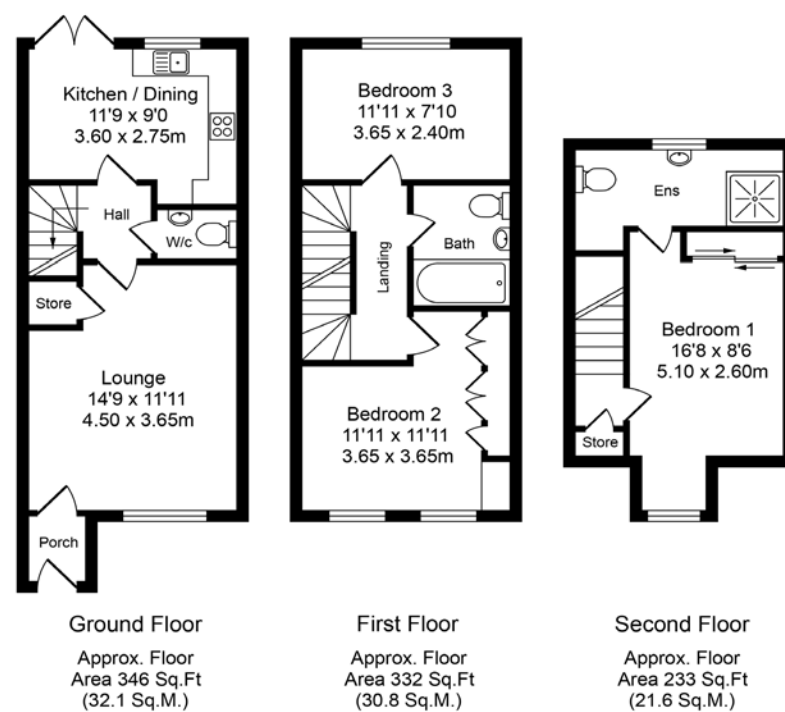 Kitchen / Dining
11'9 x 9'0
3.60 x 2.75m
Hall
W/c
Store
Lounge
14'9 x 11'11
4.50 x 3.65m
Porch
Ground Floor
Approx. Floor
Area 346 Sq.Ft
(32.1 Sq.M.)
Bedroom 3
11'11 x 7'10
3.65 x 2.40m
Landing
Bath
Bedroom 2
11'11 x 11'11
3.65 x 3.65m
First Floor
Approx. Floor
Area 332 Sq.Ft
(30.8 Sq.M.)
Ens
Bedroom 1
16'8 x 8'6
5.10 x 2.60m
Store
Second Floor
Approx. Floor
Area 233 Sq.Ft
(21.6 Sq.M.)